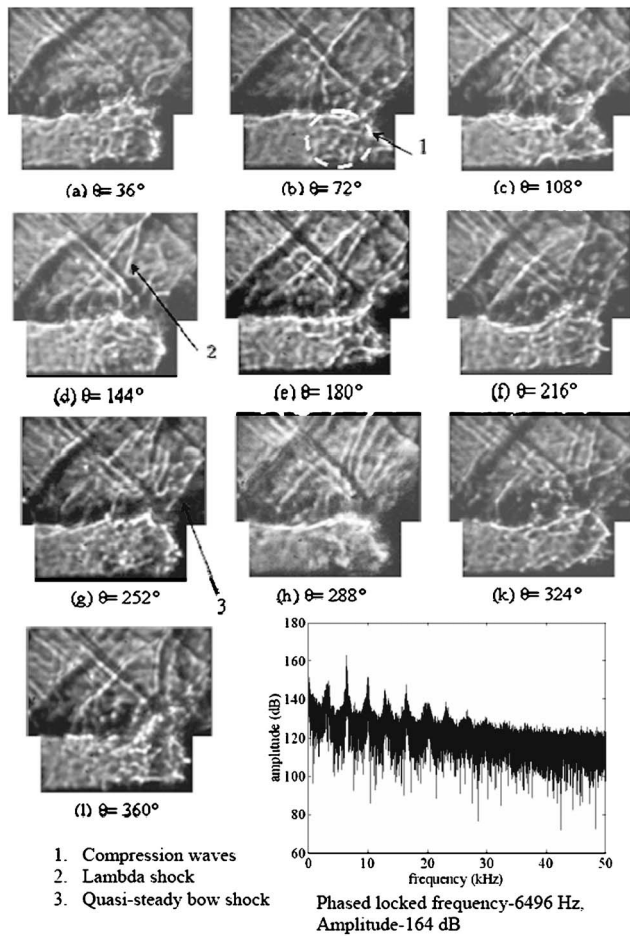 (a) θ= 36°
(b) θ= 72°
1
(c) θ= 108°
(d) θ= 144°
2
(e) θ= 180°
(f) θ= 216°
(g) θ= 252°
3
(h) θ= 288°
(k) θ= 324°
(l) θ= 360°
180
160
140
120
100
80
60
amplitude (dB)
0 10 20 30 40 50
frequency (kHz)
1. Compression waves
2. Lambda shock
3. Quasi-steady bow shock
Phased locked frequency-6496 Hz,
Amplitude-164 dB